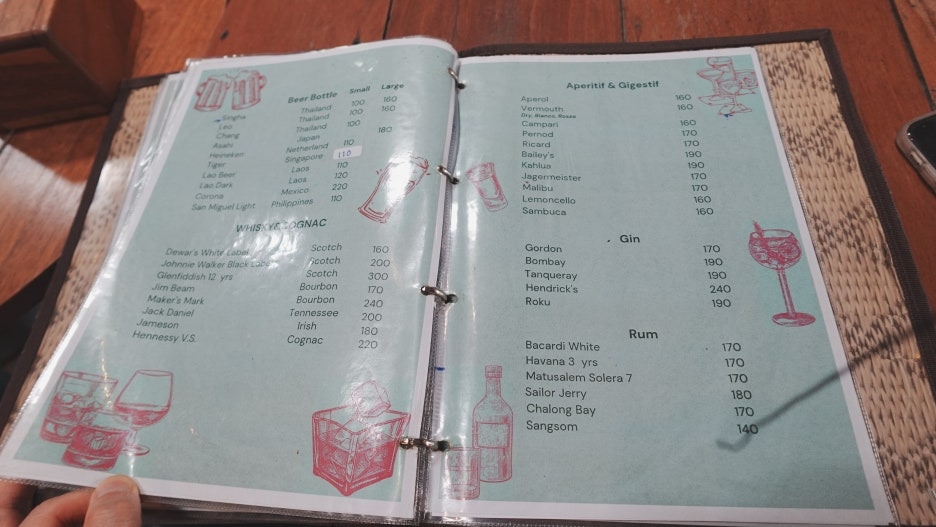 Beer Bottle Small Large
Singha Thailand 100 160
Leo Thailand 100 160
Chang Thailand 100
Asahi Japan 180
Heineken Netherland 110
Tiger Singapore 110
Lao Beer Laos 110
Lao Dark Laos 120
Corona Mexico 220
San Miguel Light Philippines 110
WHISKY&COGNAC
Dewar's White Label Scotch 160
Johnnie Walker Black Label Scotch 200
Glenfiddish 12 yrs Scotch 300
Jim Beam Bourbon 170
Maker's Mark Bourbon 240
Jack Daniel Tennessee 200
Jameson Irish 180
Hennessy V.S. Cognac 220
Aperitif & Gigestif
Aperol 160
Vermouth 160
Dry, Bianco, Rosso
Campari 160
Pernod 170
Ricard 170
Bailey's 190
Kahlua 190
Jagermeister 170
Malibu 170
Lemoncello 160
Sambuca 160
Gin
Gordon 170
Bombay 190
Tanqueray 190
Hendrick's 240
Roku 190
Rum
Bacardi White 170
Havana 3 yrs 170
Matusalem Solera 7 170
Sailor Jerry 180
Chalong Bay 170
Sangsom 140